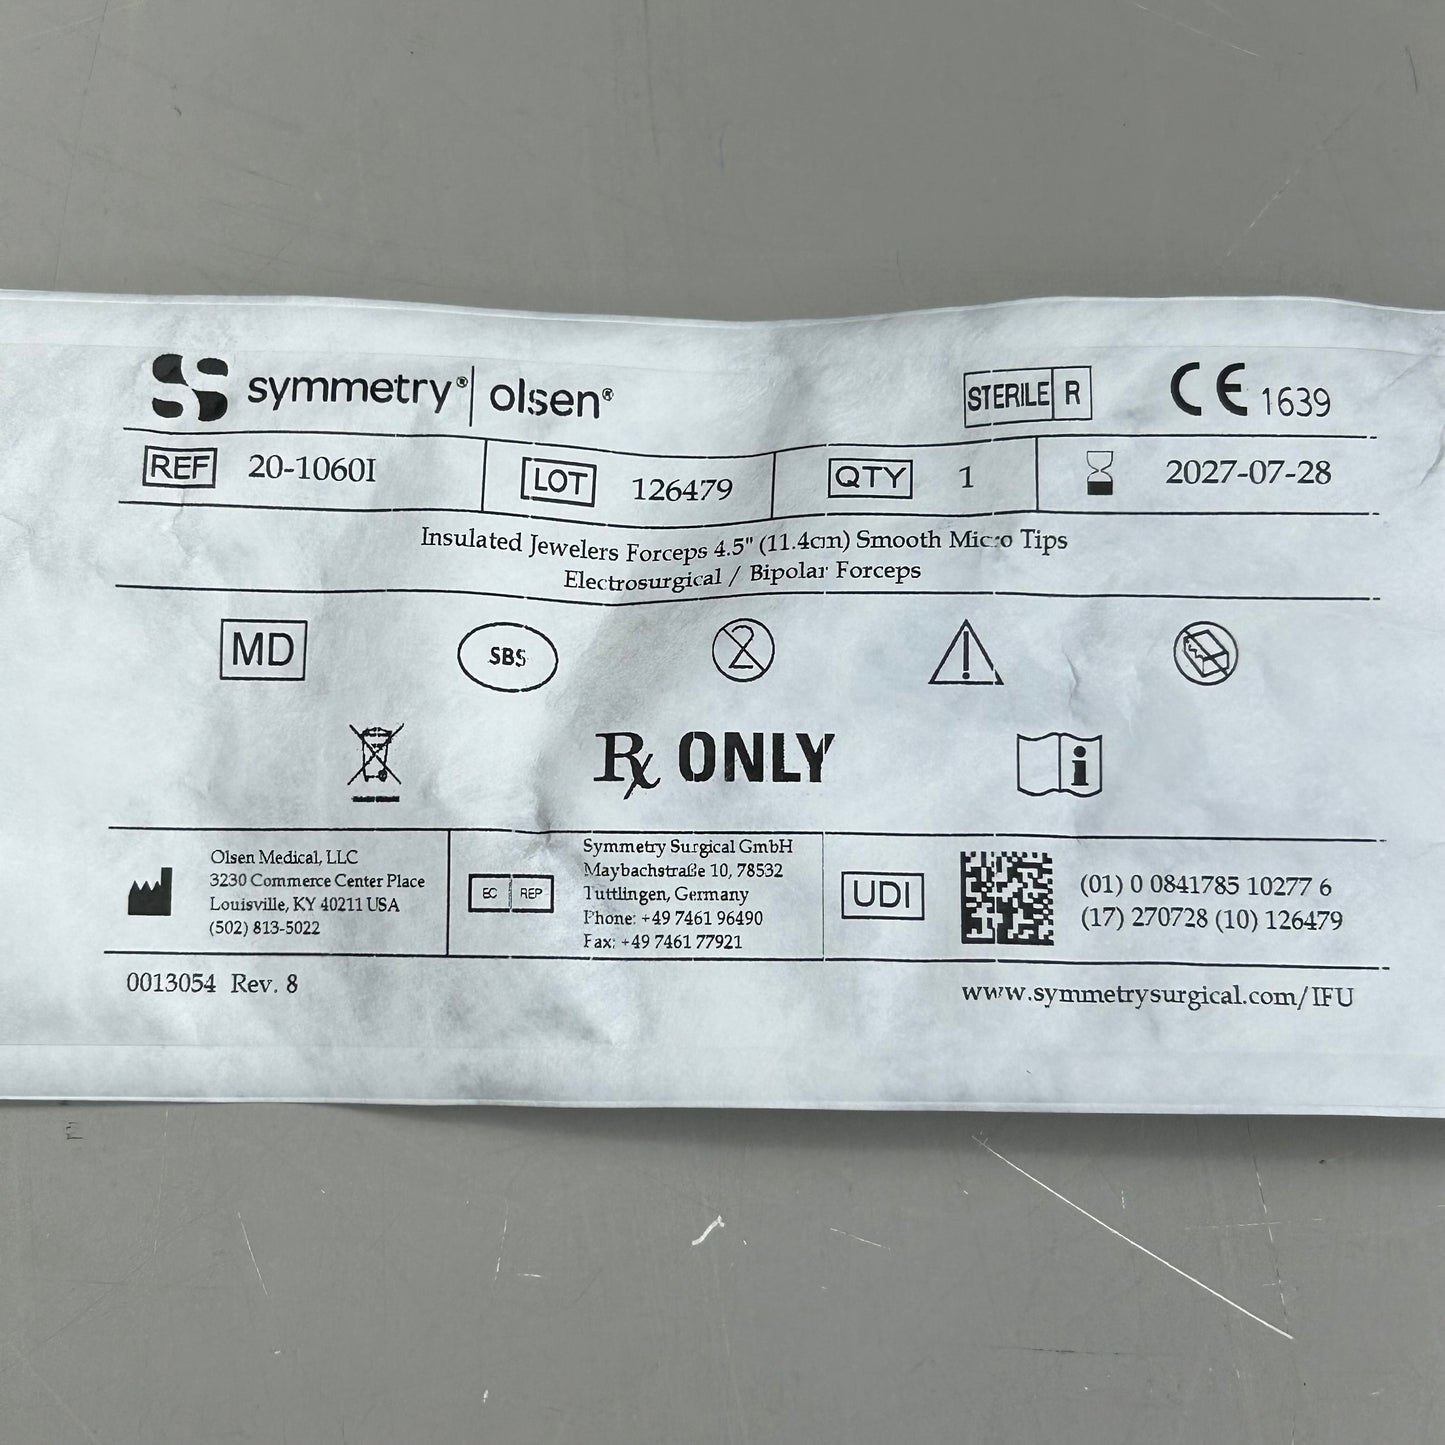 symmetry® | olsen® STERILE R CE 1639
REF 20-1060I LOT 126479 QTY 1 2027-07-28
Insulated Jewelers Forceps 4.5" (11.4cm) Smooth Micro Tips
Electrosurgical / Bipolar Forceps
MD SBS 2
Rx ONLY i
Olsen Medical, LLC
3230 Commerce Center Place
Louisville, KY 40211 USA
(502) 813-5022
EC REP
Symmetry Surgical GmbH
Maybachstraße 10, 78532
Tuttlingen, Germany
Phone: +49 7461 96490
Fax: +49 7461 77921
UDI
(01) 0 0841785 10277 6
(17) 270728 (10) 126479
0013054 Rev. 8
www.symmetrysurgical.com/IFU